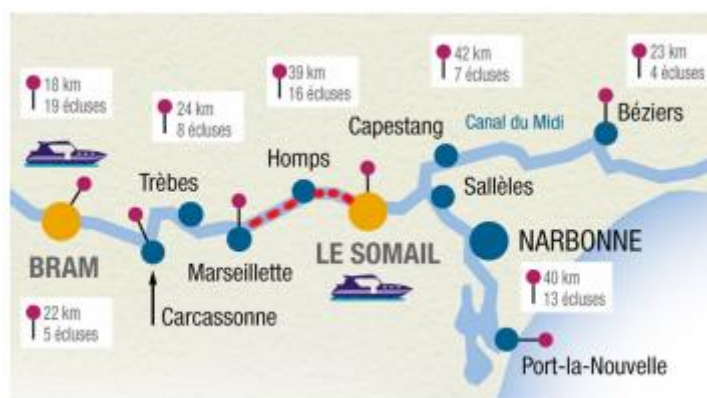 18 km
19 écluses
24 km
8 écluses
39 km
16 écluses
42 km
7 écluses
23 km
4 écluses
Béziers
Capestang
Canal du Midi
Homps
Trèbes
Sallèles
BRAM
Marseillette
LE SOMAIL
NARBONNE
22 km
5 écluses
Carcassonne
40 km
13 écluses
Port-la-Nouvelle